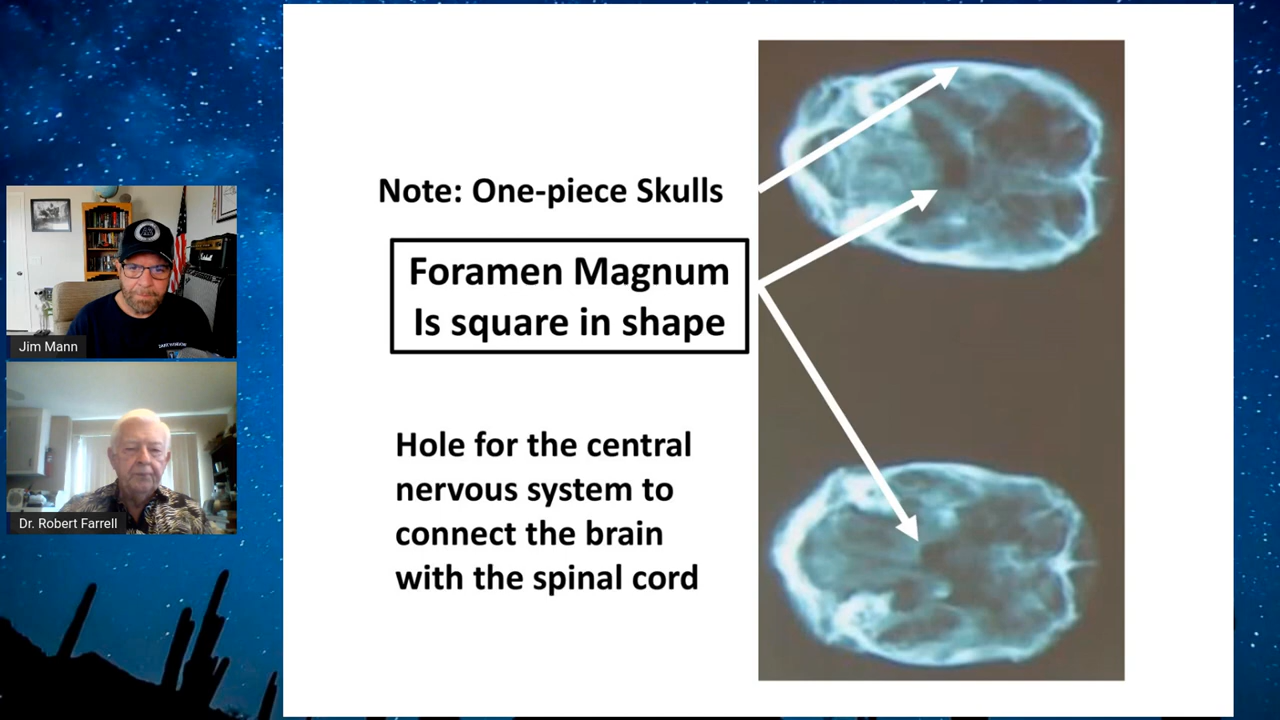 Note: One-piece Skulls
Foramen Magnum
Is square in shape
Hole for the central
nervous system to
connect the brain
with the spinal cord
Jim Mann
Dr. Robert Farrell